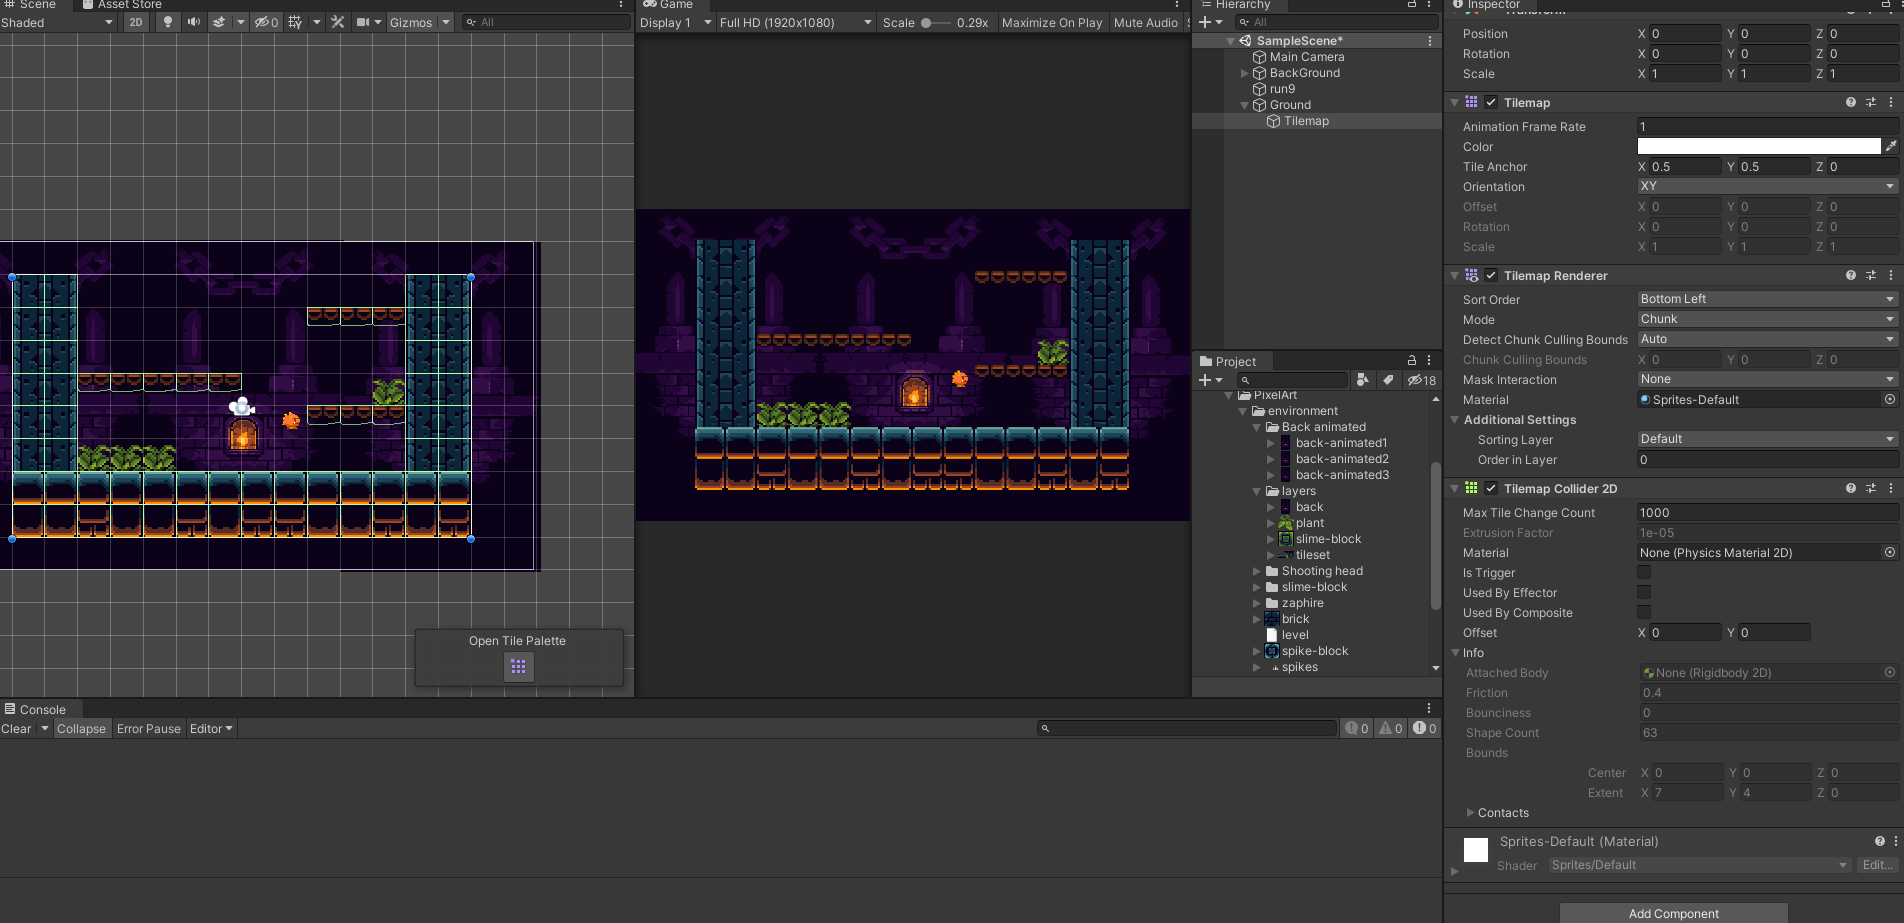 Scene
Asset Store
Shaded
2D
0
Gizmos
All
Game
Display 1
Full HD (1920x1080)
Scale
0.29x
Maximize On Play
Mute Audio
Open Tile Palette
Hierarchy
All
SampleScene*
Main Camera
BackGround
run9
Ground
Tilemap
Project
18
PixelArt
environment
Back animated
back-animated1
back-animated2
back-animated3
layers
back
plant
slime-block
tileset
Shooting head
slime-block
zaphire
brick
level
spike-block
spikes
Console
Clear
Collapse
Error Pause
Editor
0
0
0
Inspector
Transform
Position X 0 Y 0 Z 0
Rotation X 0 Y 0 Z 0
Scale X 1 Y 1 Z 1
Tilemap
Animation Frame Rate 1
Color
Tile Anchor X 0.5 Y 0.5 Z 0
Orientation XY
Offset X 0 Y 0 Z 0
Rotation X 0 Y 0 Z 0
Scale X 1 Y 1 Z 1
Tilemap Renderer
Sort Order Bottom Left
Mode Chunk
Detect Chunk Culling Bounds Auto
Chunk Culling Bounds X 0 Y 0 Z 0
Mask Interaction None
Material Sprites-Default
Additional Settings
Sorting Layer Default
Order in Layer 0
Tilemap Collider 2D
Max Tile Change Count 1000
Extrusion Factor 1e-05
Material None (Physics Material 2D)
Is Trigger
Used By Effector
Used By Composite
Offset X 0 Y 0
Info
Attached Body None (Rigidbody 2D)
Friction 0.4
Bounciness 0
Shape Count 63
Bounds
Center X 0 Y 0 Z 0
Extent X 7 Y 4 Z 0
Contacts
Sprites-Default (Material)
Shader Sprites/Default Edit...
Add Component